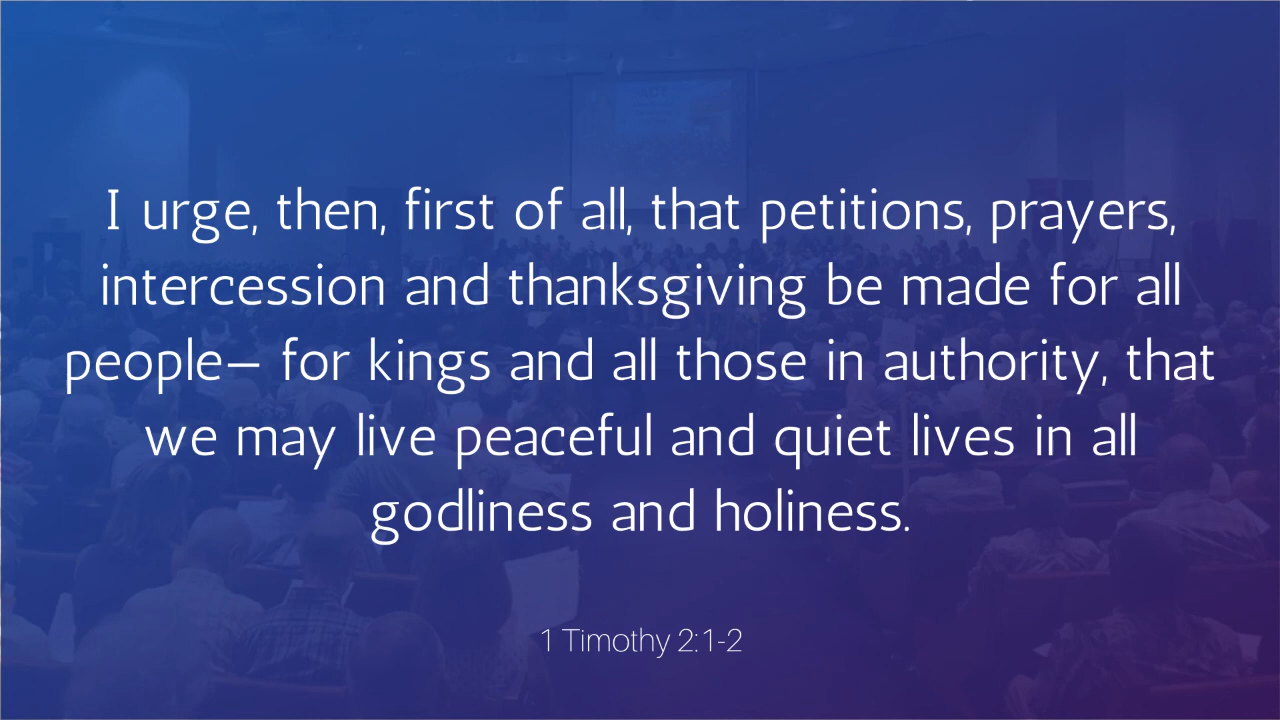 I urge, then, first of all, that petitions, prayers,
intercession and thanksgiving be made for all
people— for kings and all those in authority, that
we may live peaceful and quiet lives in all
godliness and holiness.
1 Timothy 2:1-2